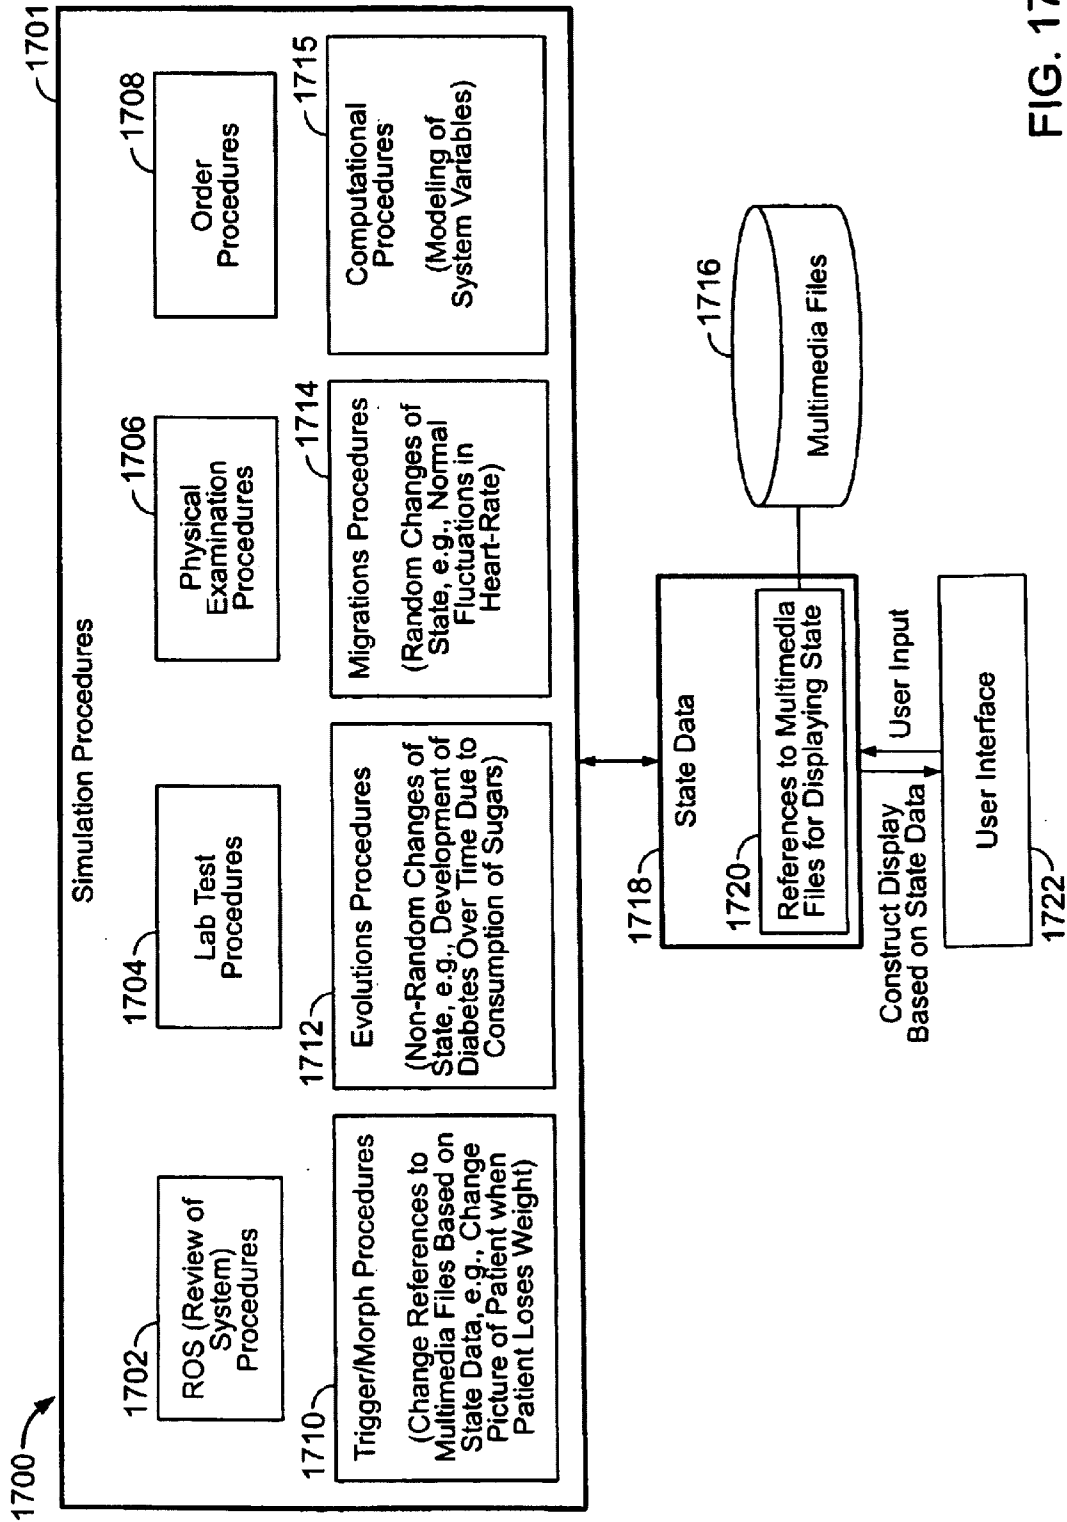 1700
1701
Simulation Procedures
1702
ROS (Review of
System)
Procedures
1704
Lab Test
Procedures
1706
Physical
Examination
Procedures
1708
Order
Procedures
1710
Trigger/Morph Procedures
(Change References to
Multimedia Files Based on
State Data, e.g., Change
Picture of Patient when
Patient Loses Weight)
1712
Evolutions Procedures
(Non-Random Changes of
State, e.g., Development of
Diabetes Over Time Due to
Consumption of Sugars)
1714
Migrations Procedures
(Random Changes of
State, e.g., Normal
Fluctuations in
Heart-Rate)
1715
Computational
Procedures
(Modeling of
System Variables)
1718
State Data
1720
References to Multimedia
Files for Displaying State
1716
Multimedia Files
Construct Display
Based on State Data
User Input
User Interface
1722
FIG. 17